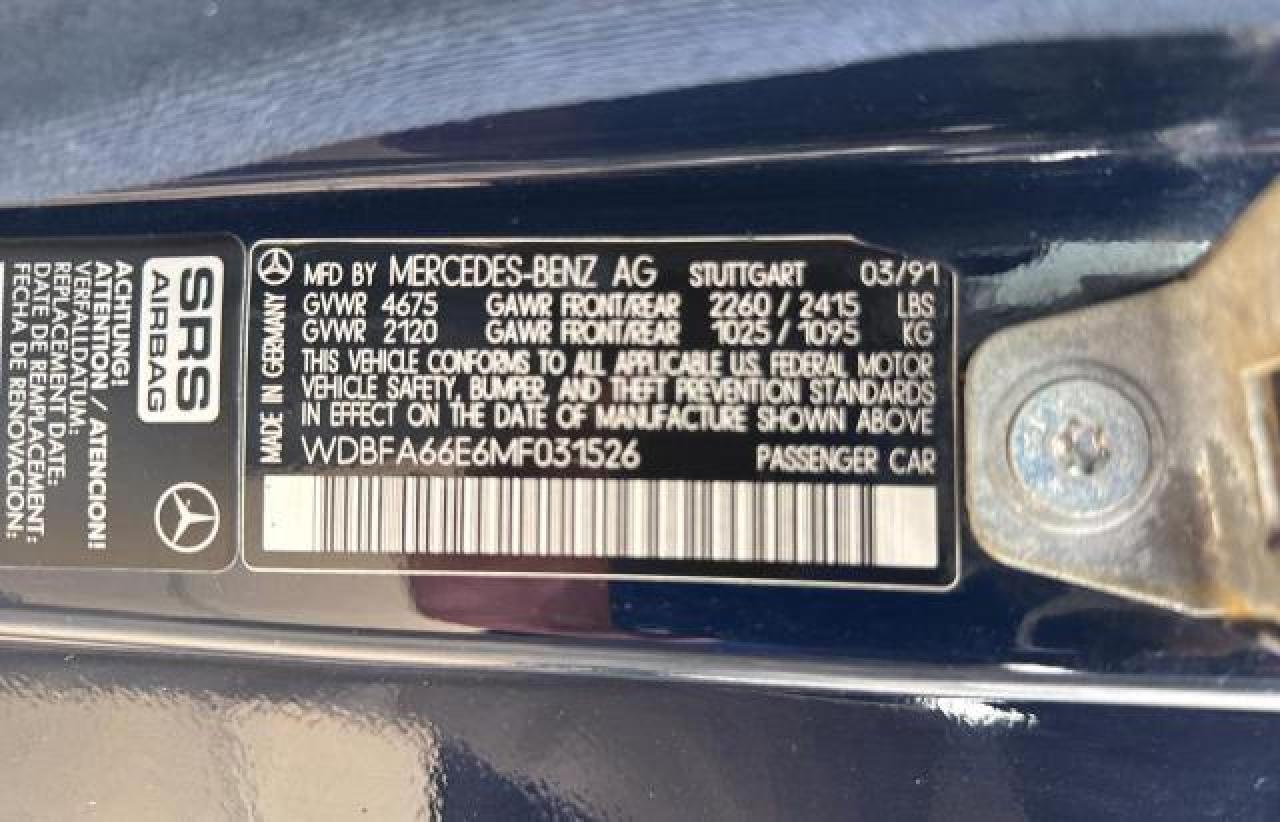 SRS
AIRBAG
ACHTUNG!
ATTENTION / ATENCION!
VERFALLDATUM:
REPLACEMENT DATE:
DATE DE REMPLACEMENT:
FECHA DE RENOVACION:
MADE IN GERMANY
MFD BY MERCEDES-BENZ AG STUTTGART 03/91
GVWR 4675 GAWR FRONT/REAR 2260 / 2415 LBS
GVWR 2120 GAWR FRONT/REAR 1025 / 1095 KG
THIS VEHICLE CONFORMS TO ALL APPLICABLE U.S. FEDERAL MOTOR
VEHICLE SAFETY, BUMPER, AND THEFT PREVENTION STANDARDS
IN EFFECT ON THE DATE OF MANUFACTURE SHOWN ABOVE
WDBFA66E6MF031526 PASSENGER CAR